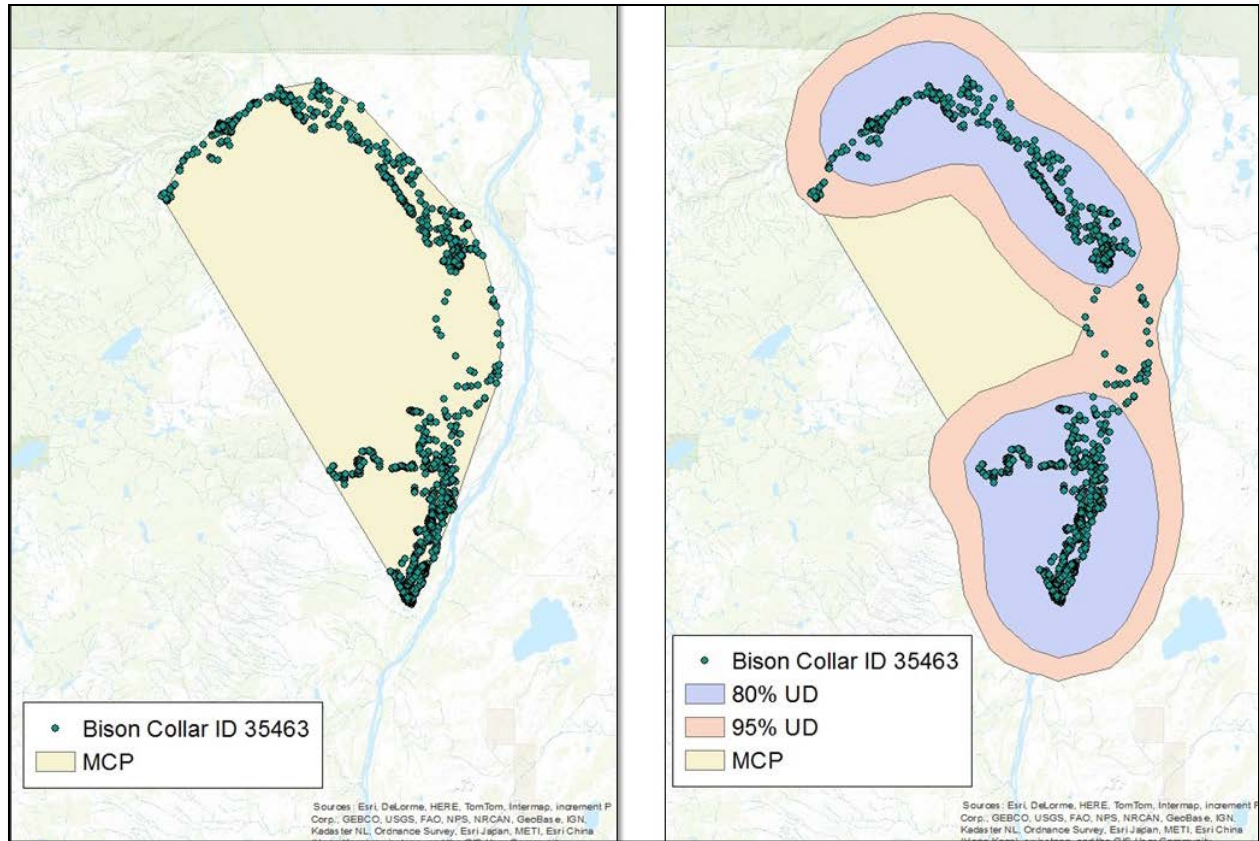 Bison Collar ID 35463
MCP
Sources: Esri, DeLorme, HERE, TomTom, Intermap, increment P
Corp., GEBCO, USGS, FAO, NPS, NRCAN, GeoBase, IGN,
Kadaster NL, Ordnance Survey, Esri Japan, METI, Esri China
Bison Collar ID 35463
80% UD
95% UD
MCP
Sources: Esri, DeLorme, HERE, TomTom, Intermap, increment P
Corp., GEBCO, USGS, FAO, NPS, NRCAN, GeoBase, IGN,
Kadaster NL, Ordnance Survey, Esri Japan, METI, Esri China